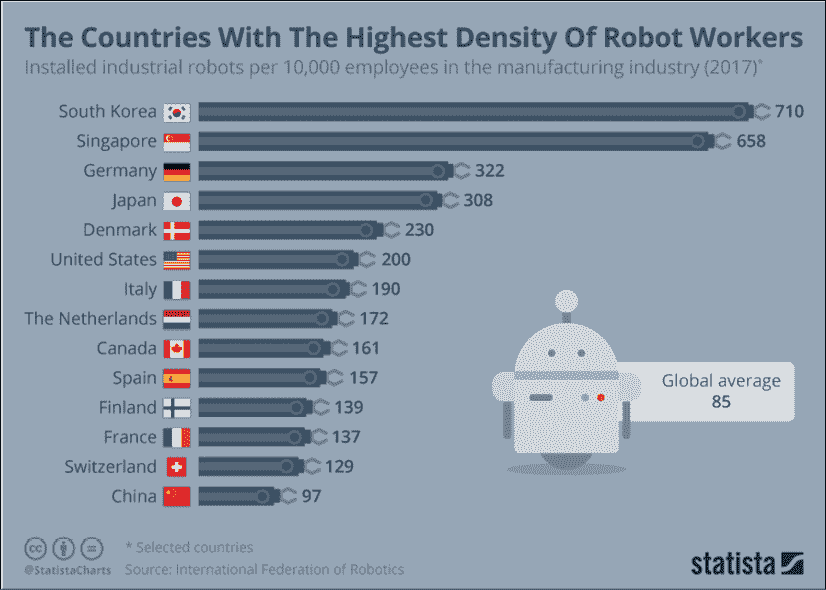 The Countries With The Highest Density Of Robot Workers
Installed industrial robots per 10,000 employees in the manufacturing industry (2017)*
South Korea 710
Singapore 658
Germany 322
Japan 308
Denmark 230
United States 200
Italy 190
The Netherlands 172
Canada 161
Spain 157
Finland 139
France 137
Switzerland 129
China 97
Global average
85
cc
* Selected countries
@StatistaCharts Source: International Federation of Robotics
statista